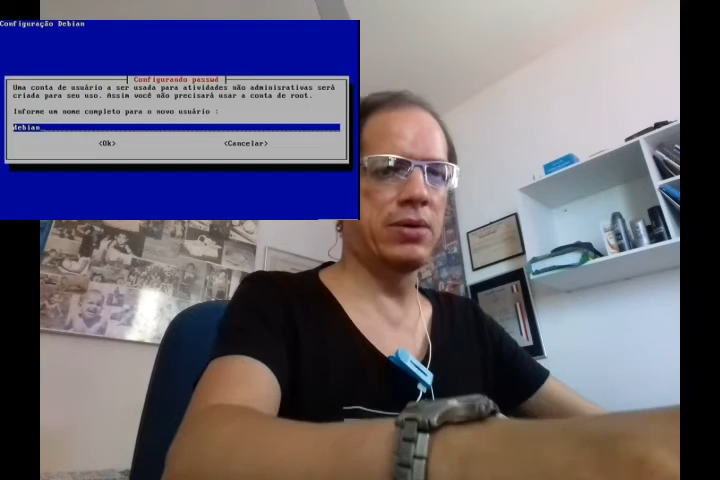 Configuração Debian
Configurando passwd
Uma conta de usuário a ser usada para atividades não adminisrativas será
criada para seu uso. Assim você não precisará usar a conta de root.
Informe um nome completo para o novo usuário :
debian_
<Ok> <Cancelar>